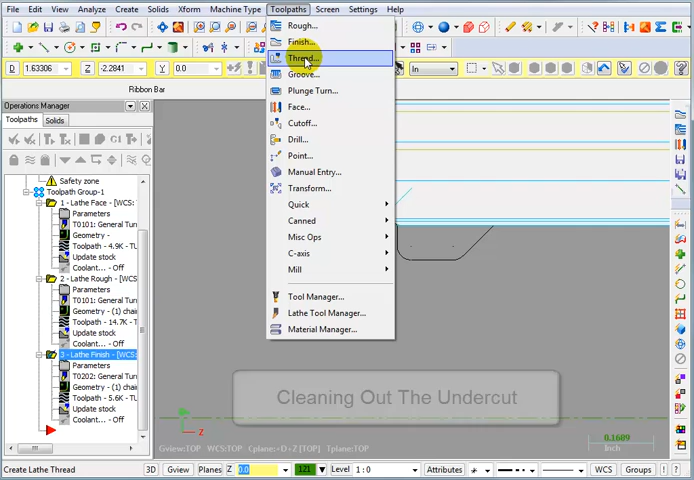 File Edit View Analyze Create Solids Xform Machine Type Toolpaths Screen Settings Help
D 1.63306 Z -2.2841 Y 0.0 In
Ribbon Bar
Operations Manager
Toolpaths Solids
Safety zone
Toolpath Group-1
1 - Lathe Face - [WCS:
Parameters
T0101: General Turn
Geometry -
Toolpath - 4.9K - TU
Update stock
Coolant... - Off
2 - Lathe Rough - [WCS:
Parameters
T0101: General Turn
Geometry - (1) chai
Toolpath - 14.7K - T
Update stock
Coolant... - Off
3 - Lathe Finish - [WCS:
Parameters
T0202: General Tur
Geometry - (1) chai
Toolpath - 5.6K - TU
Update stock
Coolant... - Off
Rough...
Finish...
Thread...
Groove...
Plunge Turn...
Face...
Cutoff...
Drill...
Point...
Manual Entry...
Transform...
Quick
Canned
Misc Ops
C-axis
Mill
Tool Manager...
Lathe Tool Manager...
Material Manager...
Cleaning Out The Undercut
Z
0.1609
Inch
Gview:TOP WCS:TOP Cplane:+D+Z [TOP] Tplane:TOP
Create Lathe Thread 3D Gview Planes Z 0.0 121 Level 1 : 0 Attributes WCS Groups